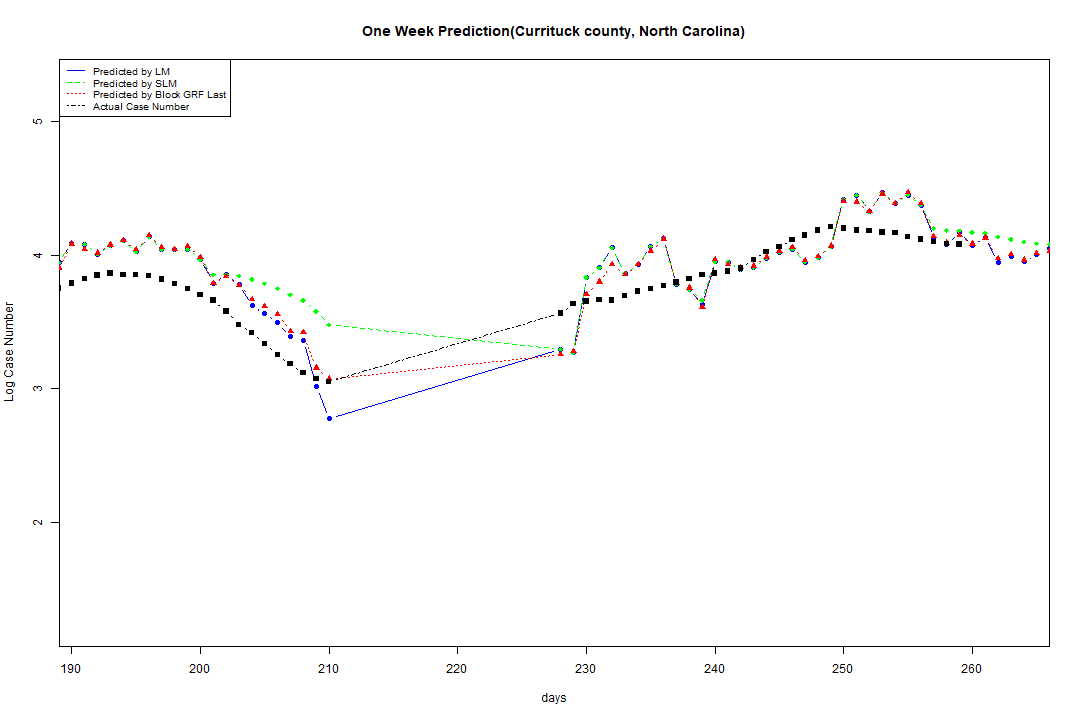 One Week Prediction(Currituck county, North Carolina)
Predicted by LM
Predicted by SLM
Predicted by Block GRF Last
Actual Case Number
5
4
3
2
Log Case Number
190 200 210 220 230 240 250 260
days